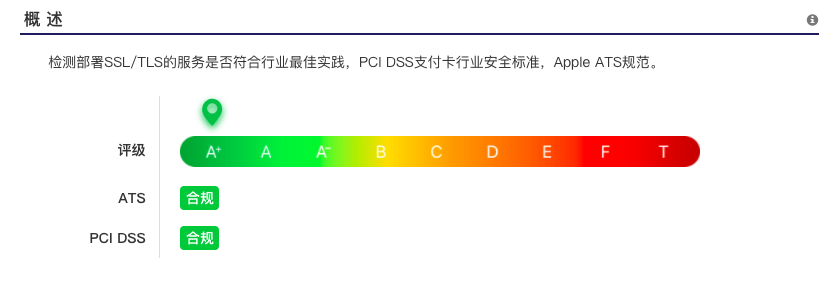 概 述
检测部署SSL/TLS的服务是否符合行业最佳实践，PCI DSS支付卡行业安全标准，Apple ATS规范。
评级 A+ A A- B C D E F T
ATS 合规
PCI DSS 合规